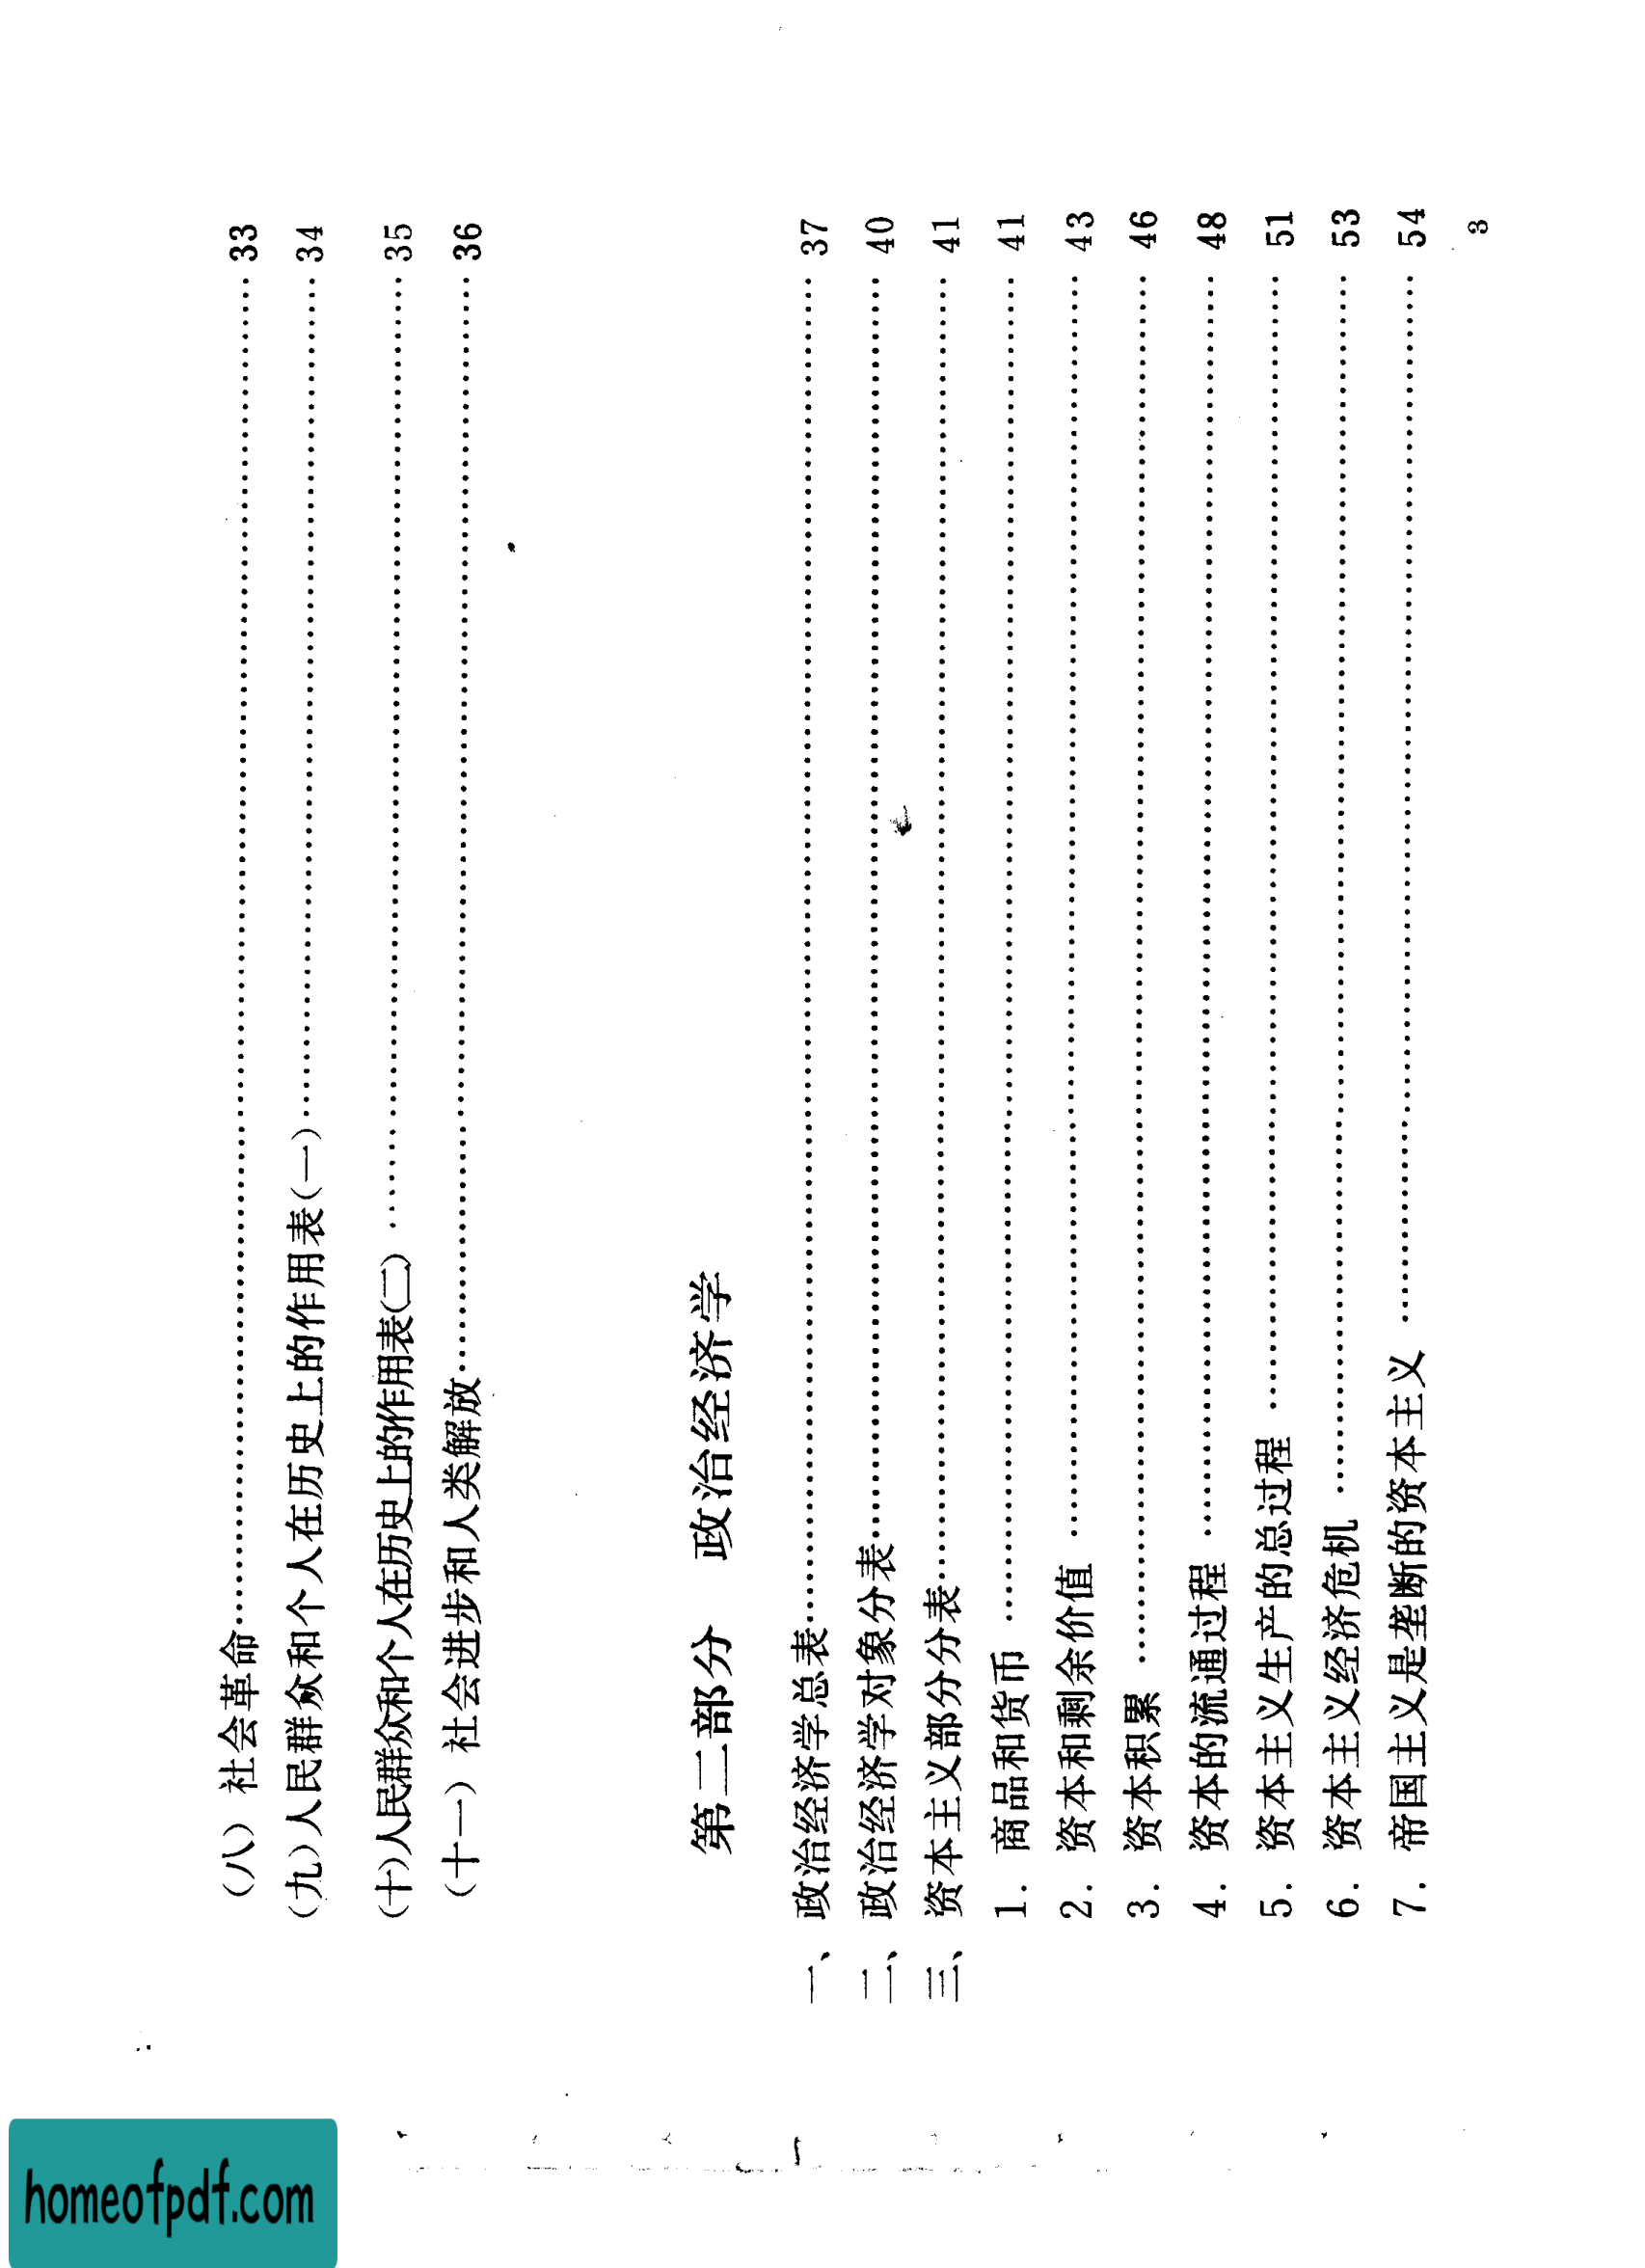 （八）社会革命……………………………………33
（九）人民群众和个人在历史上的作用表（一）……………………34
（十）人民群众和个人在历史上的作用表（二）……………………35
（十一）社会进步和人类解放……………………………36
第二部分　政治经济学
一、政治经济学总表……………………………………37
二、政治经济学对象分表……………………………………40
三、资本主义部分分表……………………………………41
1．商品和货币……………………………………41
2．资本和剩余价值……………………………………43
3．资本积累……………………………………46
4．资本的流通过程……………………………………48
5．资本主义生产的总过程……………………………………51
6．资本主义经济危机……………………………………53
7．帝国主义是垄断的资本主义……………………………………54
3
homeofpdf.com